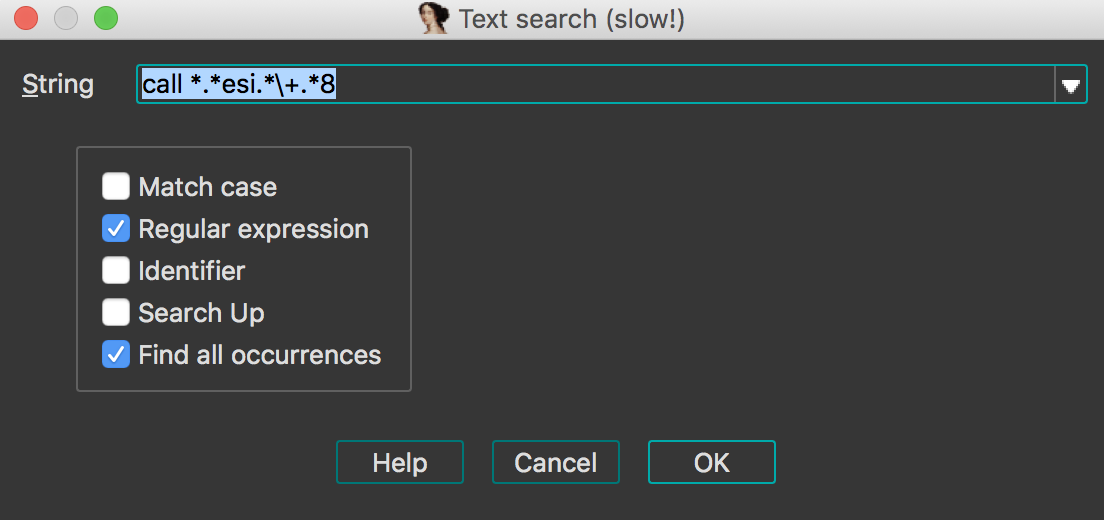 Text search (slow!)
String call *.*esi.*\+.*8
Match case
Regular expression
Identifier
Search Up
Find all occurrences
Help Cancel OK